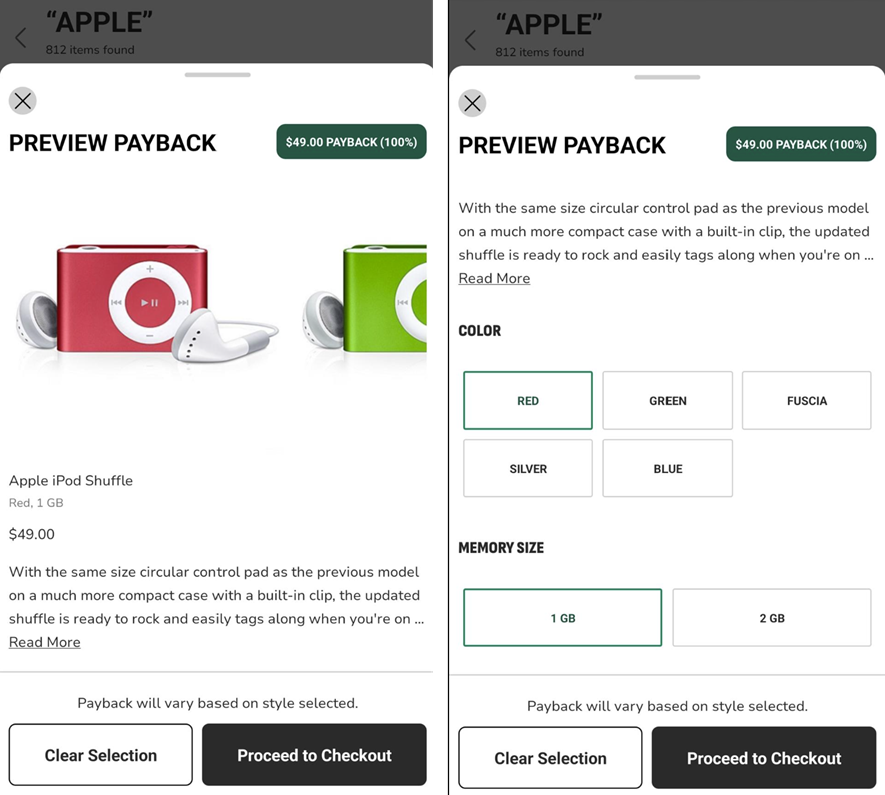 “APPLE”
812 items found
PREVIEW PAYBACK
$49.00 PAYBACK (100%)
Apple iPod Shuffle
Red, 1 GB
$49.00
With the same size circular control pad as the previous model
on a much more compact case with a built-in clip, the updated
shuffle is ready to rock and easily tags along when you're on ...
Read More
Payback will vary based on style selected.
Clear Selection
Proceed to Checkout
“APPLE”
812 items found
PREVIEW PAYBACK
$49.00 PAYBACK (100%)
With the same size circular control pad as the previous model
on a much more compact case with a built-in clip, the updated
shuffle is ready to rock and easily tags along when you're on ...
Read More
COLOR
RED
GREEN
FUSCIA
SILVER
BLUE
MEMORY SIZE
1 GB
2 GB
Payback will vary based on style selected.
Clear Selection
Proceed to Checkout